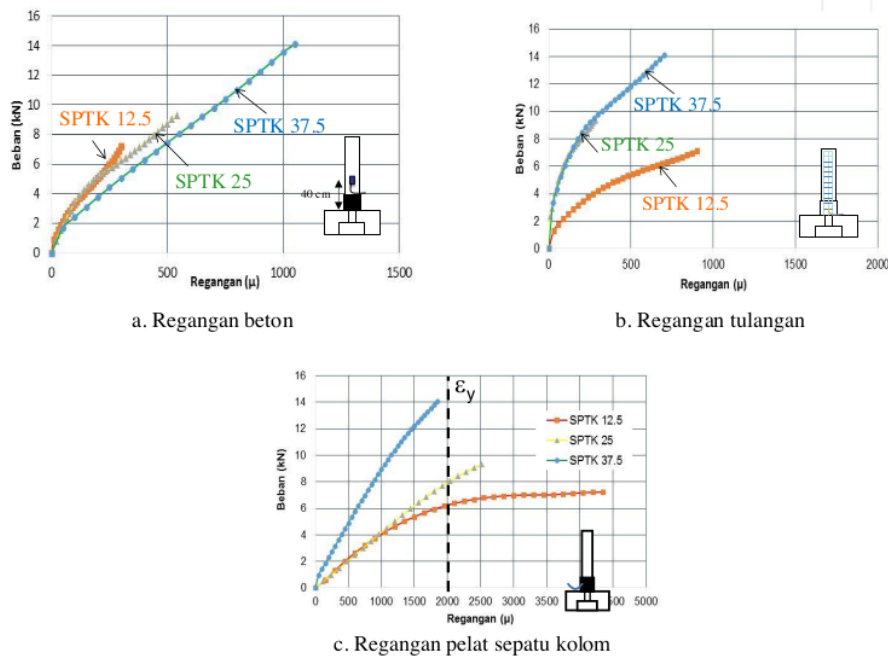 16
14
12
10
8
6
4
2
0
Beban (kN)
SPTK 12.5
SPTK 37.5
SPTK 25
40 cm
0 500 1000 1500
Regangan (µ)
a. Regangan beton
16
14
12
10
8
6
4
2
0
Beban (kN)
SPTK 37.5
SPTK 25
SPTK 12.5
0 500 1000 1500 2000
Regangan (µ)
b. Regangan tulangan
16
14
12
10
8
6
4
2
0
Beban (kN)
εy
SPTK 12.5
SPTK 25
SPTK 37.5
0 500 1000 1500 2000 2500 3000 3500 00 5000
Regangan (µ)
c. Regangan pelat sepatu kolom